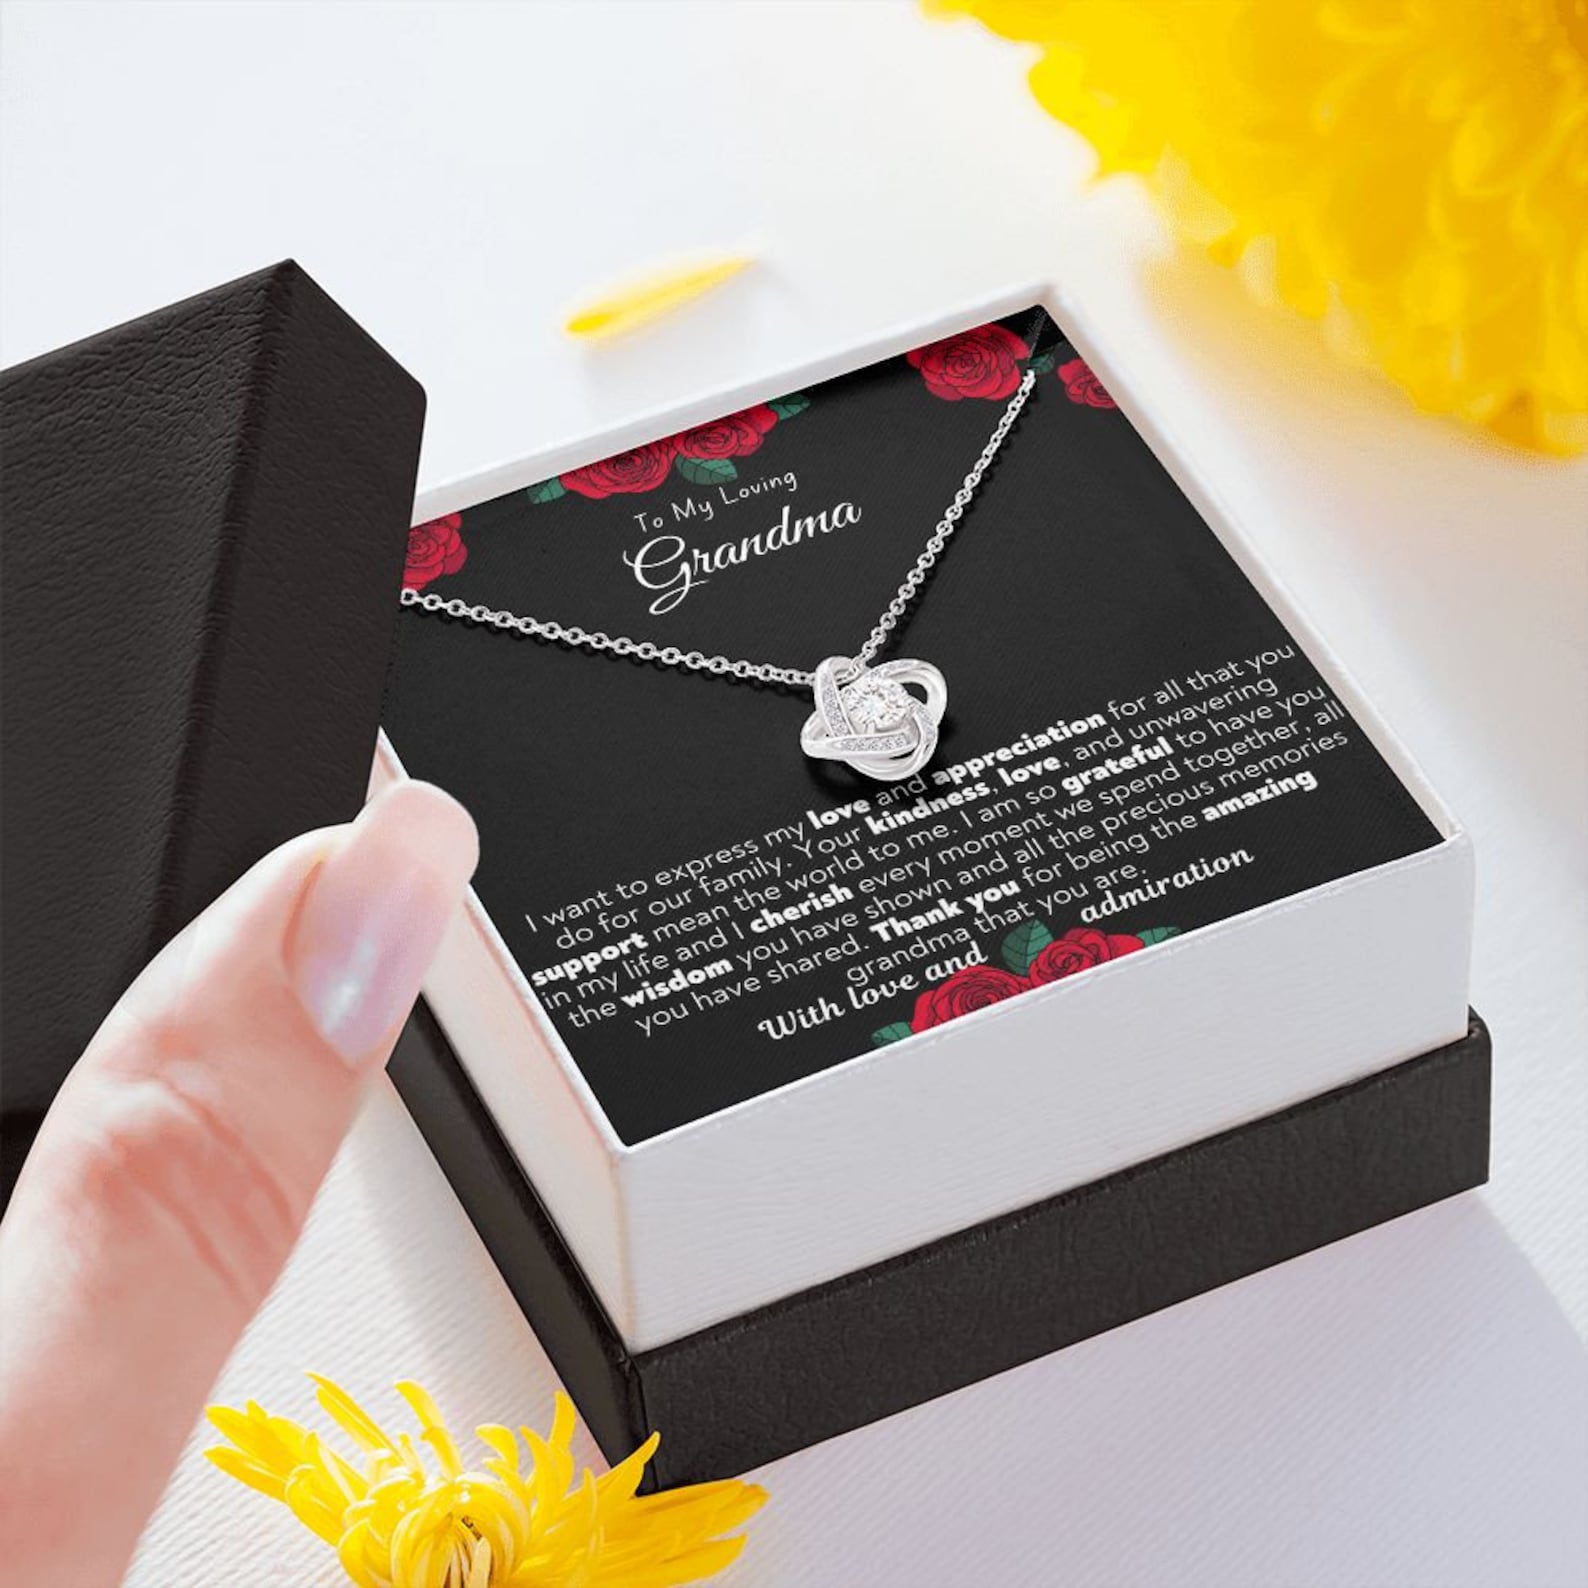 To My Loving
Grandma
I want to express my love and appreciation for all that you
do for our family. Your kindness, love, and unwavering
support mean the world to me. I am so grateful to have you
in my life and I cherish every moment we spend together, all
the wisdom you have shown and all the precious memories
you have shared. Thank you for being the amazing
grandma that you are.
With love and admiration